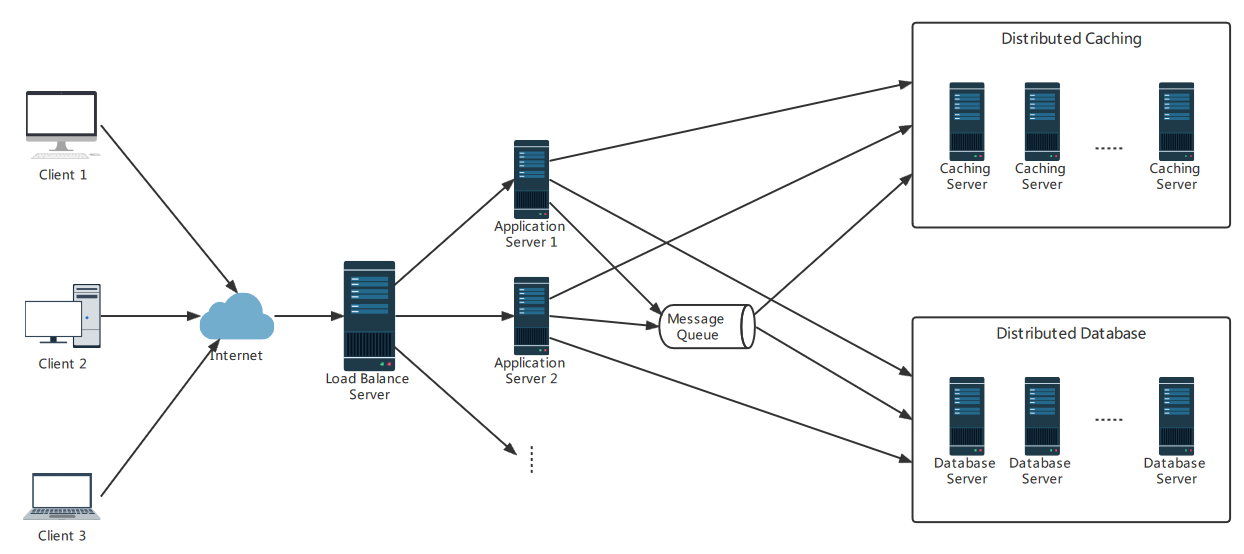 Distributed Caching
Client 1
Caching
Server
Caching
Server
Caching
Server
Application
Server 1
Internet
Client 2
Load Balance
Server
Application
Server 2
Message
Queue
Distributed Database
Database
Server
Database
Server
Database
Server
Client 3